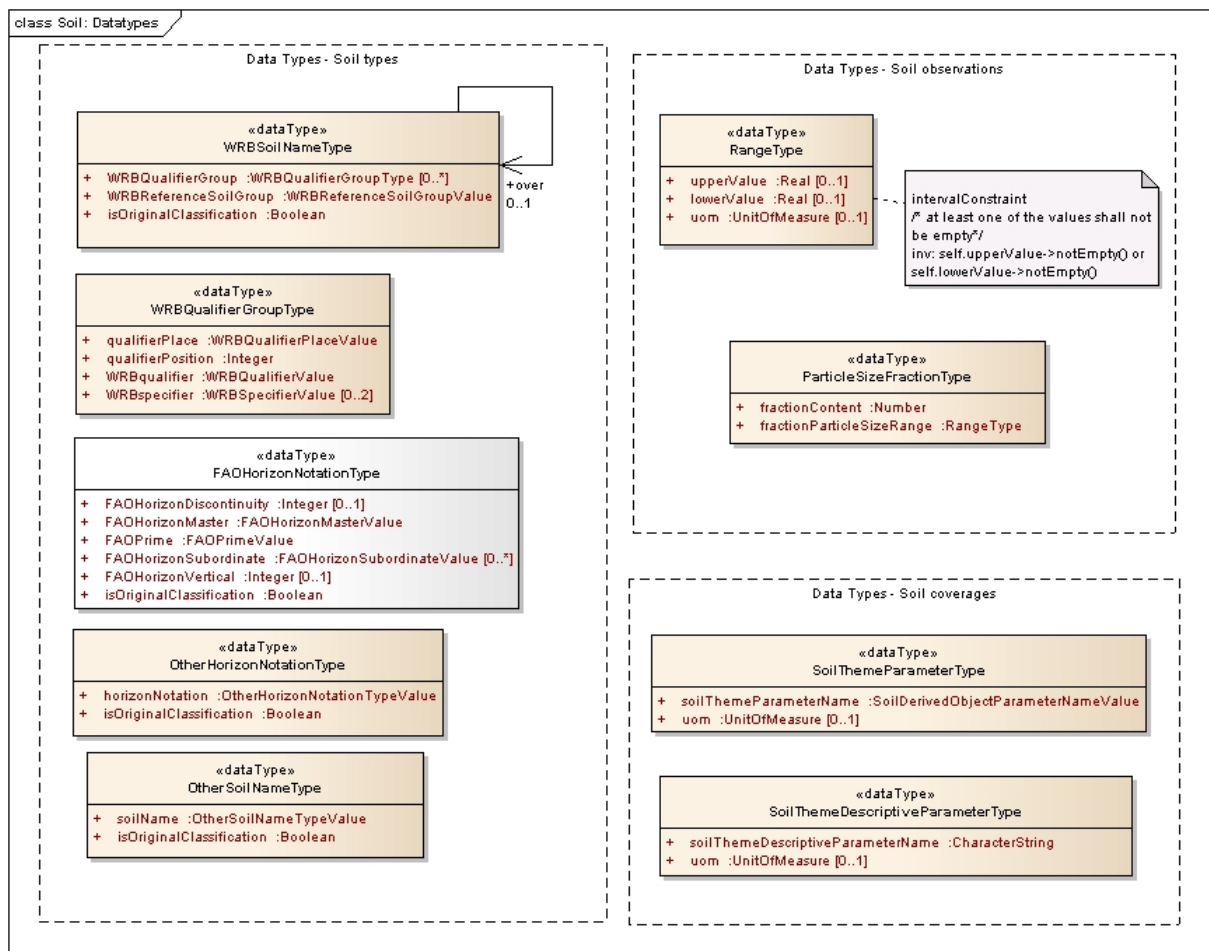 class Soil: Datatypes
Data Types - Soil types
«dataType»
WRBSoilNameType
+ WRBQualifierGroup :WRBQualifierGroupType [0..*]
+ WRBReferenceSoilGroup :WRBReferenceSoilGroupValue
+ isOriginalClassification :Boolean
+over
0..1
«dataType»
WRBQualifierGroupType
+ qualifierPlace :WRBQualifierPlaceValue
+ qualifierPosition :Integer
+ WRBqualifier :WRBQualifierValue
+ WRBspecifier :WRBSpecifierValue [0..2]
«dataType»
FAOHorizonNotationType
+ FAOHorizonDiscontinuity :Integer [0..1]
+ FAOHorizonMaster :FAOHorizonMasterValue
+ FAOPrime :FAOPrimeValue
+ FAOHorizonSubordinate :FAOHorizonSubordinateValue [0..*]
+ FAOHorizonVertical :Integer [0..1]
+ isOriginalClassification :Boolean
«dataType»
OtherHorizonNotationType
+ horizonNotation :OtherHorizonNotationTypeValue
+ isOriginalClassification :Boolean
«dataType»
OtherSoilNameType
+ soilName :OtherSoilNameTypeValue
+ isOriginalClassification :Boolean
Data Types - Soil observations
«dataType»
RangeType
+ upperValue :Real [0..1]
+ lowerValue :Real [0..1]
+ uom :UnitOfMeasure [0..1]
intervalConstraint
/* at least one of the values shall not
be empty*/
inv: self.upperValue->notEmpty() or
self.lowerValue->notEmpty()
«dataType»
ParticleSizeFractionType
+ fractionContent :Number
+ fractionParticleSizeRange :RangeType
Data Types - Soil coverages
«dataType»
SoilThemeParameterType
+ soilThemeParameterName :SoilDerivedObjectParameterNameValue
+ uom :UnitOfMeasure [0..1]
«dataType»
SoilThemeDescriptiveParameterType
+ soilThemeDescriptiveParameterName :CharacterString
+ uom :UnitOfMeasure [0..1]